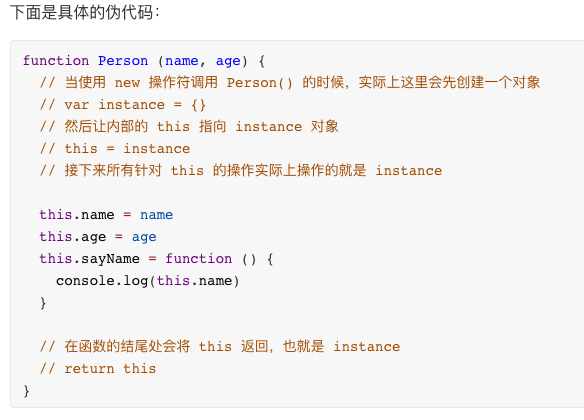 下面是具体的伪代码：
function Person (name, age) {
  // 当使用 new 操作符调用 Person() 的时候，实际上这里会先创建一个对象
  // var instance = {}
  // 然后让内部的 this 指向 instance 对象
  // this = instance
  // 接下来所有针对 this 的操作实际上操作的就是 instance
  this.name = name
  this.age = age
  this.sayName = function () {
    console.log(this.name)
  }
  // 在函数的结尾处会将 this 返回，也就是 instance
  // return this
}